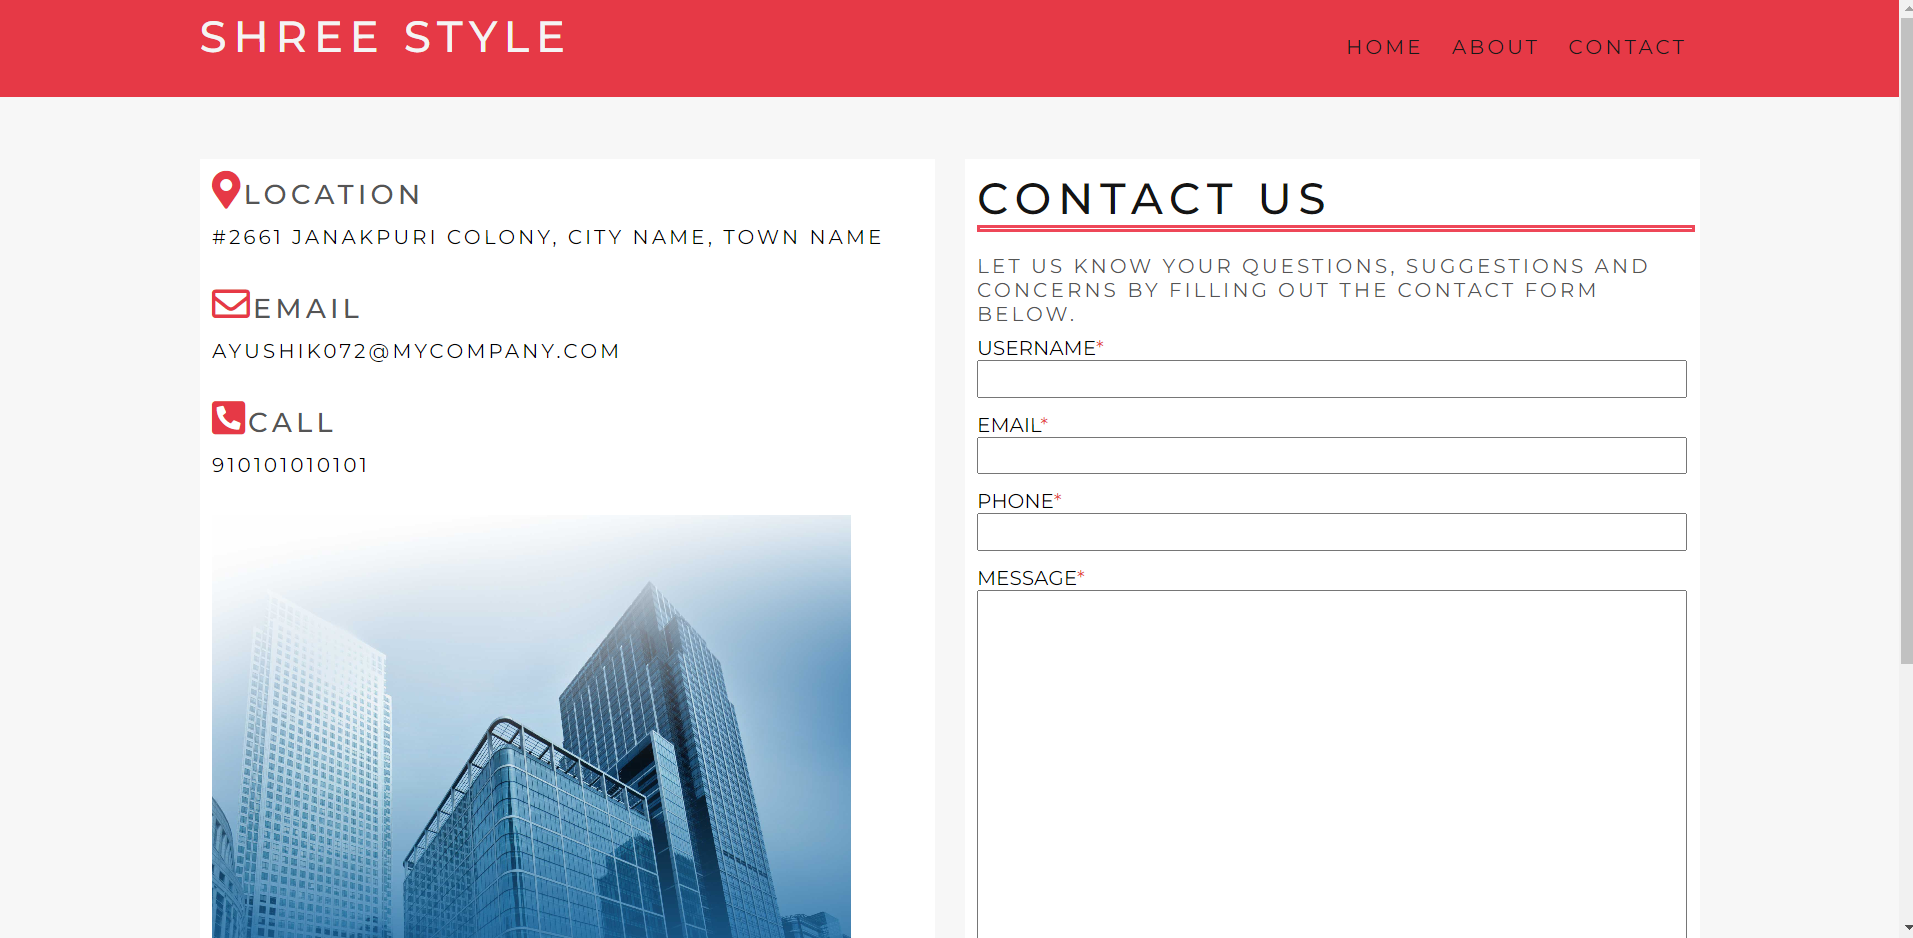 SHREE STYLE
HOME ABOUT CONTACT
LOCATION
#2661 JANAKPURI COLONY, CITY NAME, TOWN NAME
EMAIL
AYUSHIK072@MYCOMPANY.COM
CALL
910101010101
CONTACT US
LET US KNOW YOUR QUESTIONS, SUGGESTIONS AND
CONCERNS BY FILLING OUT THE CONTACT FORM
BELOW.
USERNAME*
EMAIL*
PHONE*
MESSAGE*